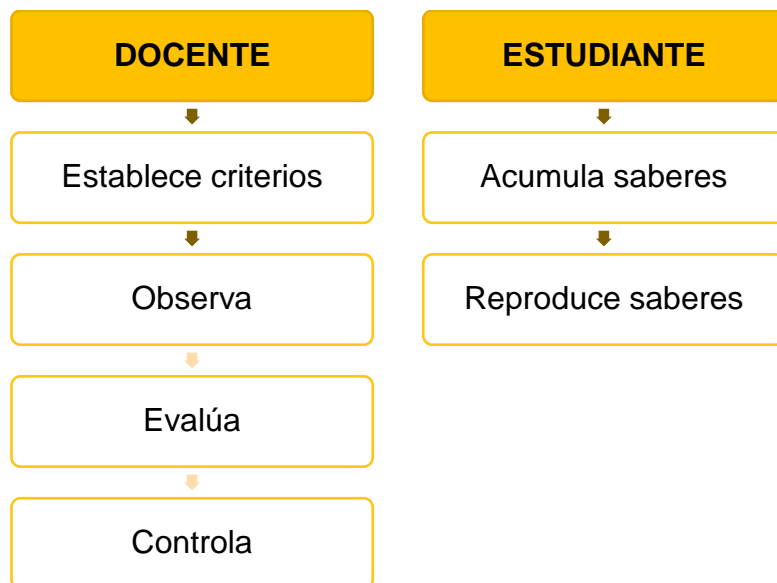 DOCENTE
Establece criterios
Observa
Evalúa
Controla
ESTUDIANTE
Acumula saberes
Reproduce saberes